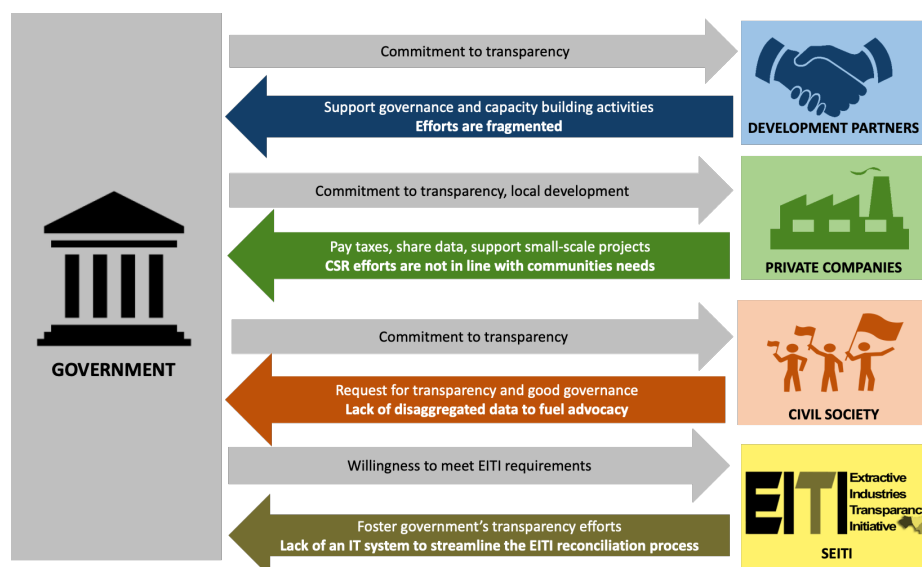 Commitment to transparency
Support governance and capacity building activities
Efforts are fragmented
DEVELOPMENT PARTNERS
Commitment to transparency, local development
Pay taxes, share data, support small-scale projects
CSR efforts are not in line with communities needs
PRIVATE COMPANIES
GOVERNMENT
Commitment to transparency
Request for transparency and good governance
Lack of disaggregated data to fuel advocacy
CIVIL SOCIETY
Willingness to meet EITI requirements
Foster government's transparency efforts
Lack of an IT system to streamline the EITI reconciliation process
EITI
Extractive
Industries
Transparanc
Initiative
SEITI